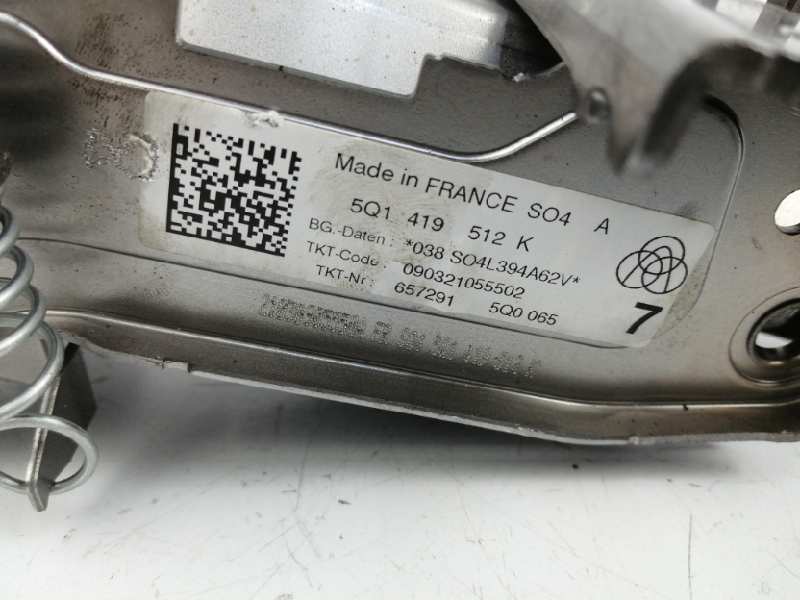 Made in FRANCE SO4 A
5Q1 419 512 K
BG.-Daten : *038 SO4L394A62V*
TKT-Code : 090321055502
TKT-Nr. : 657291 5Q0 065
7